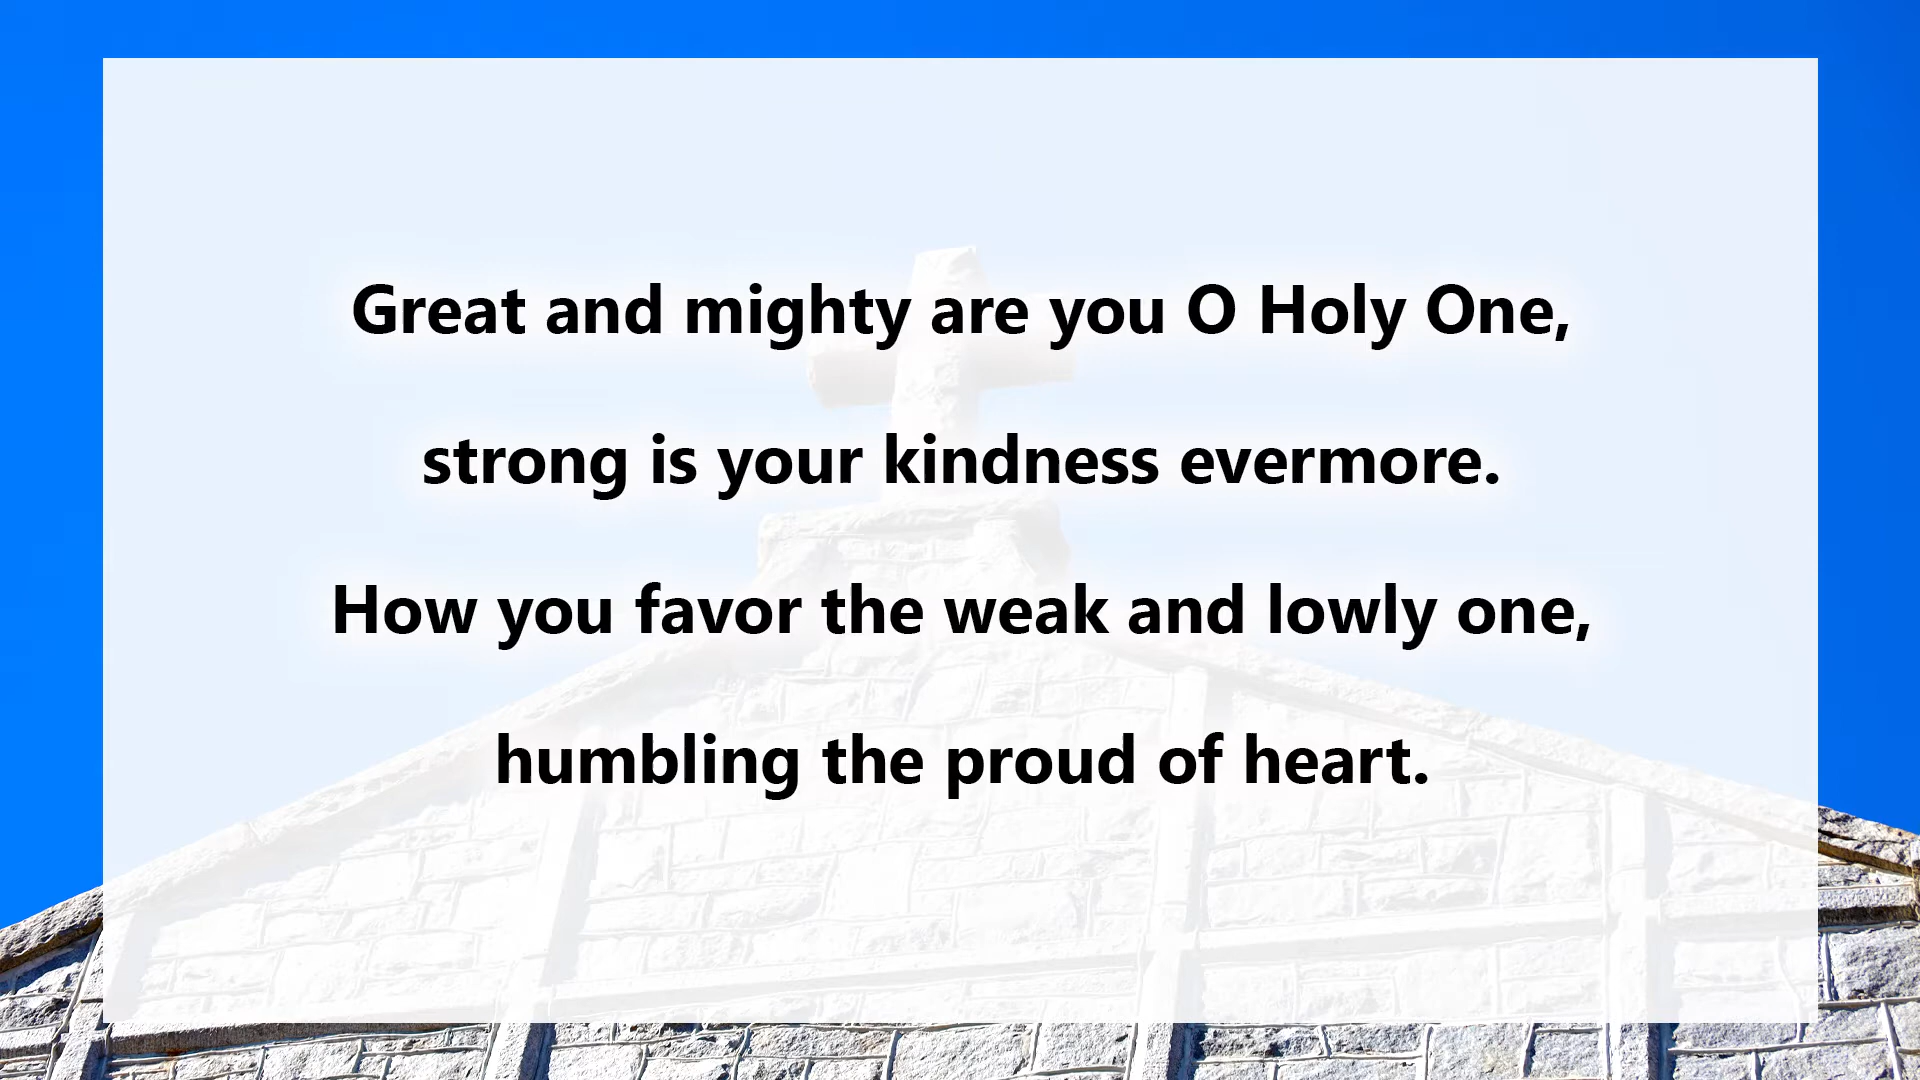 Great and mighty are you O Holy One,
strong is your kindness evermore.
How you favor the weak and lowly one,
humbling the proud of heart.